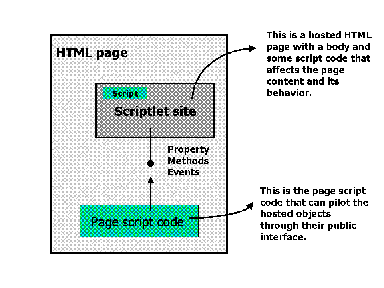 This is a hosted HTML
page with a body and
some script code that
affects the page
content and its
behavior.
HTML page
Script
Scriptlet site
Property
Methods
Events
This is the page script
code that can pilot the
hosted objects
through their public
interface.
Page script code